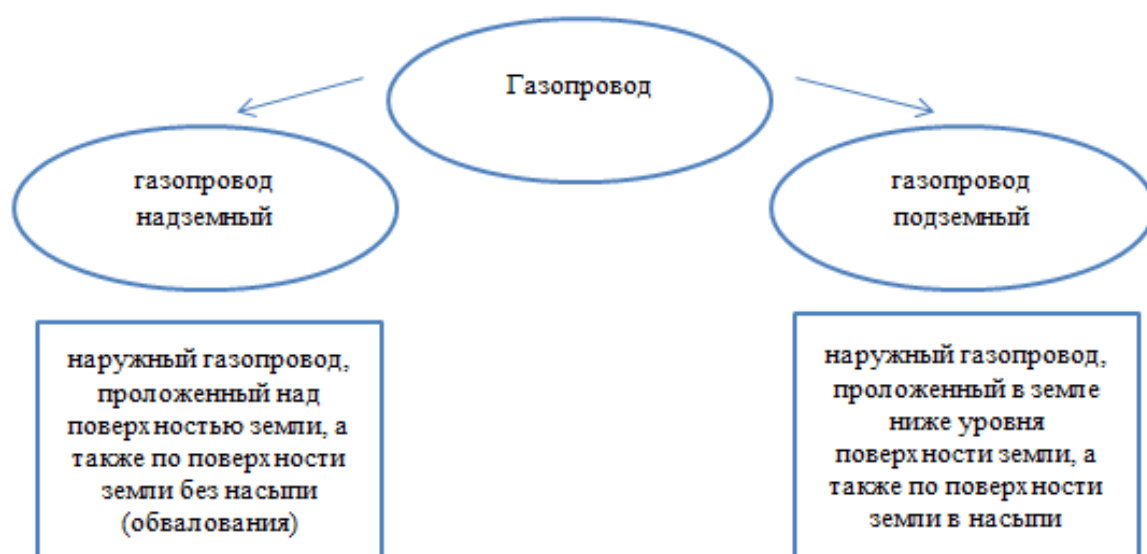 Газопровод
газопровод
надземный
газопровод
подземный
наружный газопровод,
проложенный над
поверхностью земли, а
также по поверхности
земли без насыпи
(обвалования)
наружный газопровод,
проложенный в земле
ниже уровня
поверхности земли, а
также по поверхности
земли в насыпи